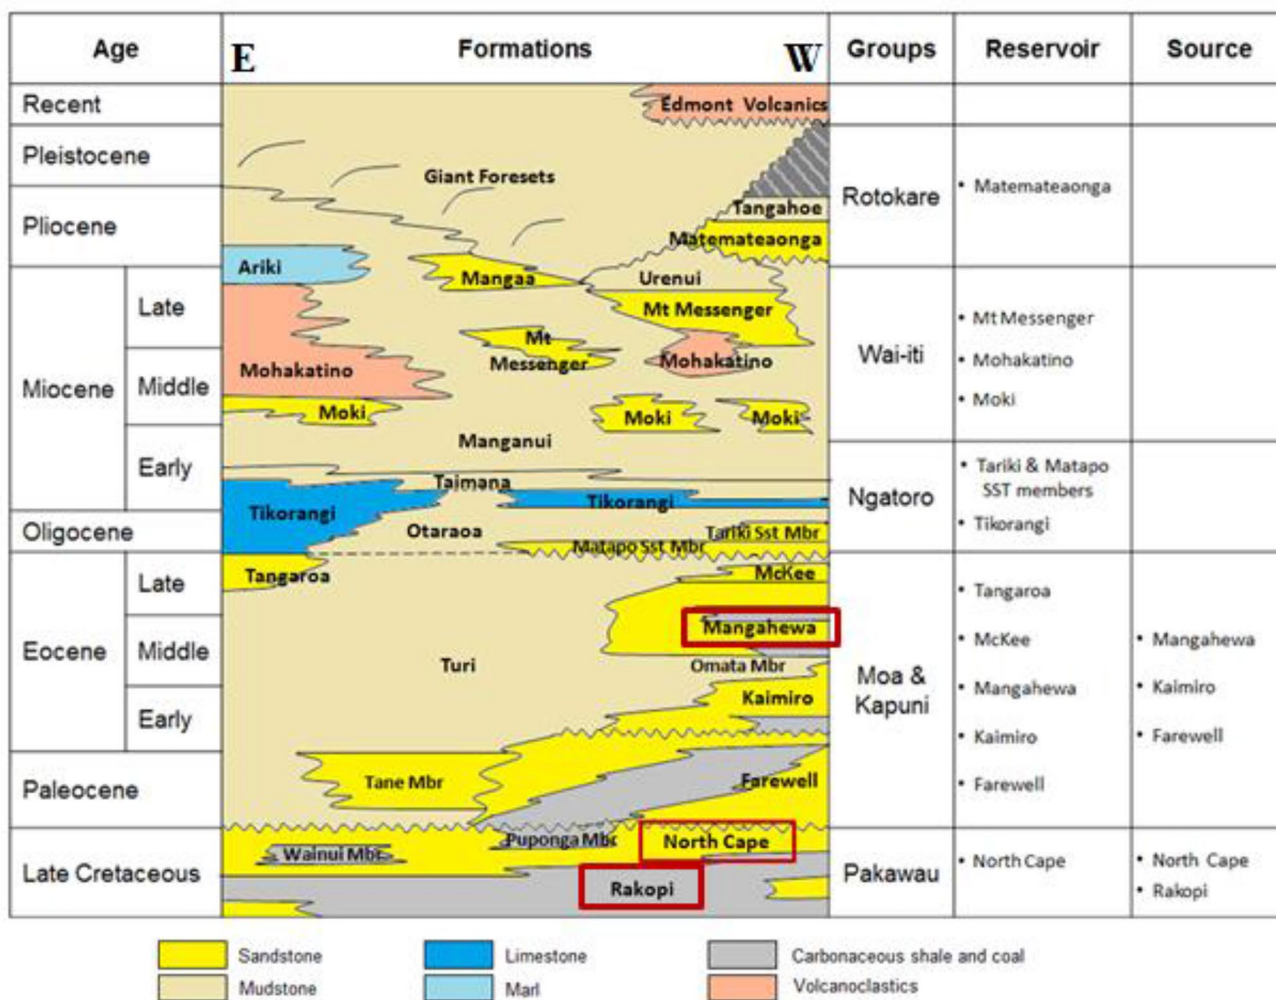 Age
E
Formations
W
Groups
Reservoir
Source
Recent
Edmont Volcanics
Pleistocene
Giant Foresets
Rotokare
• Matemateaonga
Pliocene
Tangahoe
Matemateaonga
Ariki
Mangaa
Urenui
Miocene
Late
Mt Messenger
Mt
Messenger
Mohakatino
Mohakatino
Wai-iti
• Mt Messenger
• Mohakatino
• Moki
Middle
Moki
Moki
Moki
Manganui
Early
Taimana
Tikorangi
Tikorangi
Ngatoro
• Tariki & Matapo
SST members
• Tikorangi
Oligocene
Otaraoa
Tariki Sst Mbr
Matapo Sst Mbr
Eocene
Late
Tangaroa
McKee
Mangahewa
Middle
Turi
Omata Mbr
Kaimiro
Early
Moa &
Kapuni
• Tangaroa
• McKee
• Mangahewa
• Kaimiro
• Farewell
• Mangahewa
• Kaimiro
• Farewell
Paleocene
Tane Mbr
Farewell
Late Cretaceous
Wainui Mbr
Puponga Mbr
North Cape
Rakopi
Pakawau
• North Cape
• North Cape
• Rakopi
Sandstone
Limestone
Carbonaceous shale and coal
Mudstone
Marl
Volcanoclastics